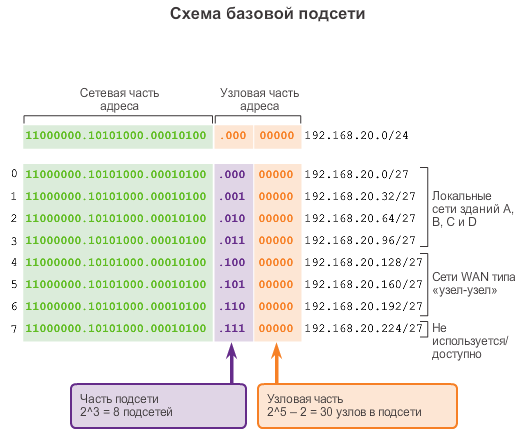 Схема базовой подсети
Сетевая часть
адреса
Узловая часть
адреса
11000000.10101000.00010100 .000 00000 192.168.20.0/24
0 11000000.10101000.00010100 .000 00000 192.168.20.0/27
1 11000000.10101000.00010100 .001 00000 192.168.20.32/27
2 11000000.10101000.00010100 .010 00000 192.168.20.64/27
3 11000000.10101000.00010100 .011 00000 192.168.20.96/27
Локальные
сети зданий A,
B, C и D
4 11000000.10101000.00010100 .100 00000 192.168.20.128/27
5 11000000.10101000.00010100 .101 00000 192.168.20.160/27
6 11000000.10101000.00010100 .110 00000 192.168.20.192/27
Сети WAN типа
«узел-узел»
7 11000000.10101000.00010100 .111 00000 192.168.20.224/27
Не
используется/
доступно
Часть подсети
2^3 = 8 подсетей
Узловая часть
2^5 – 2 = 30 узлов в подсети